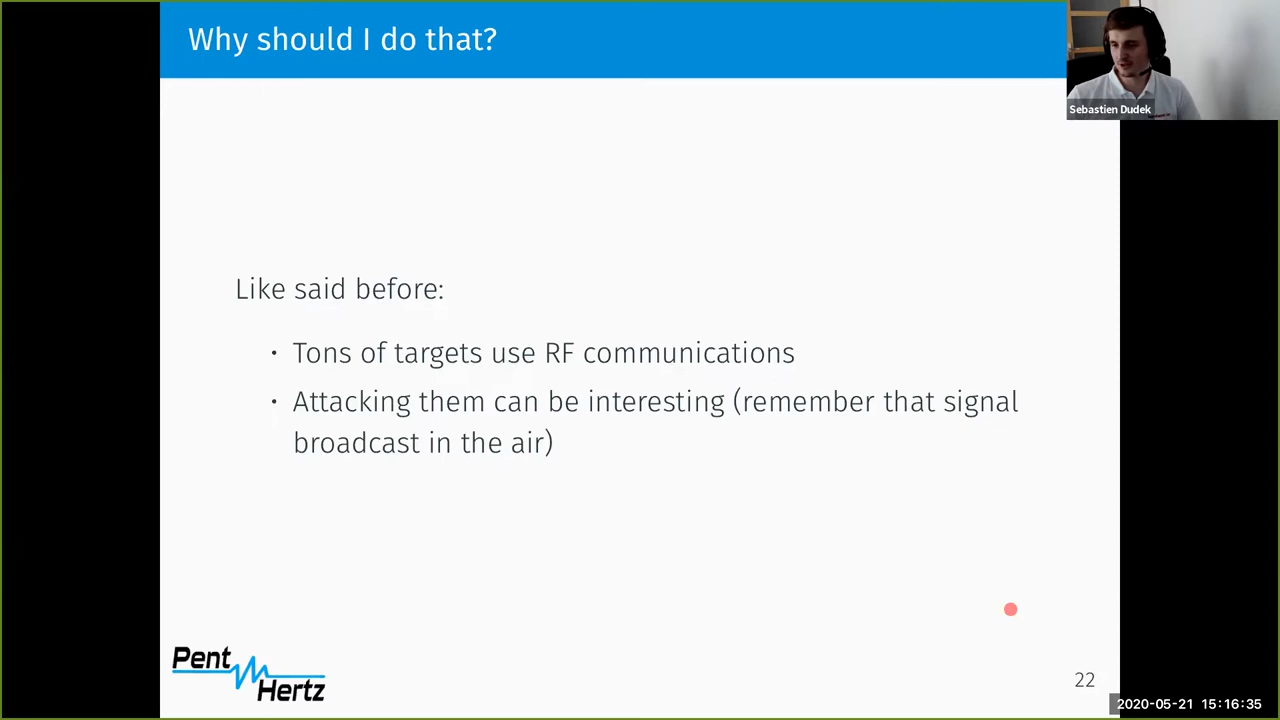 Why should I do that?
Sebastien Dudek
Like said before:
• Tons of targets use RF communications
• Attacking them can be interesting (remember that signal
broadcast in the air)
Pent
Hertz
22
2020-05-21 15:16:35